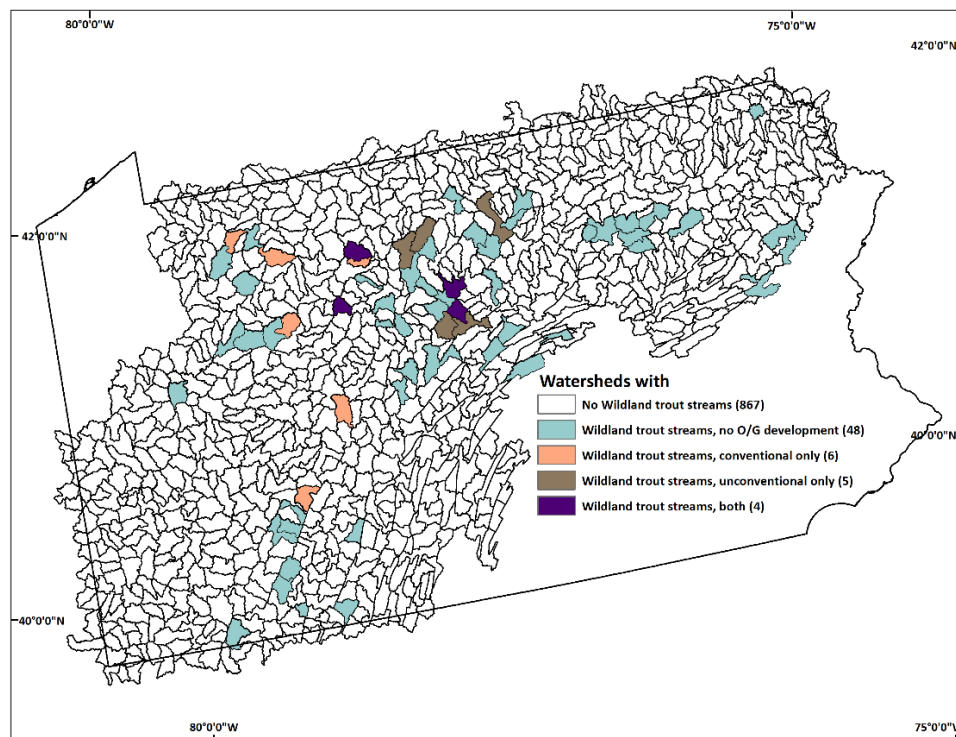 80°0'0"W
75°0'0"W
42°0'0"N
42°0'0"N
Watersheds with
No Wildland trout streams (867)
Wildland trout streams, no O/G development (48)
40°0'0"N
Wildland trout streams, conventional only (6)
Wildland trout streams, unconventional only (5)
Wildland trout streams, both (4)
40°0'0"N
80°0'0"W
75°0'0"W